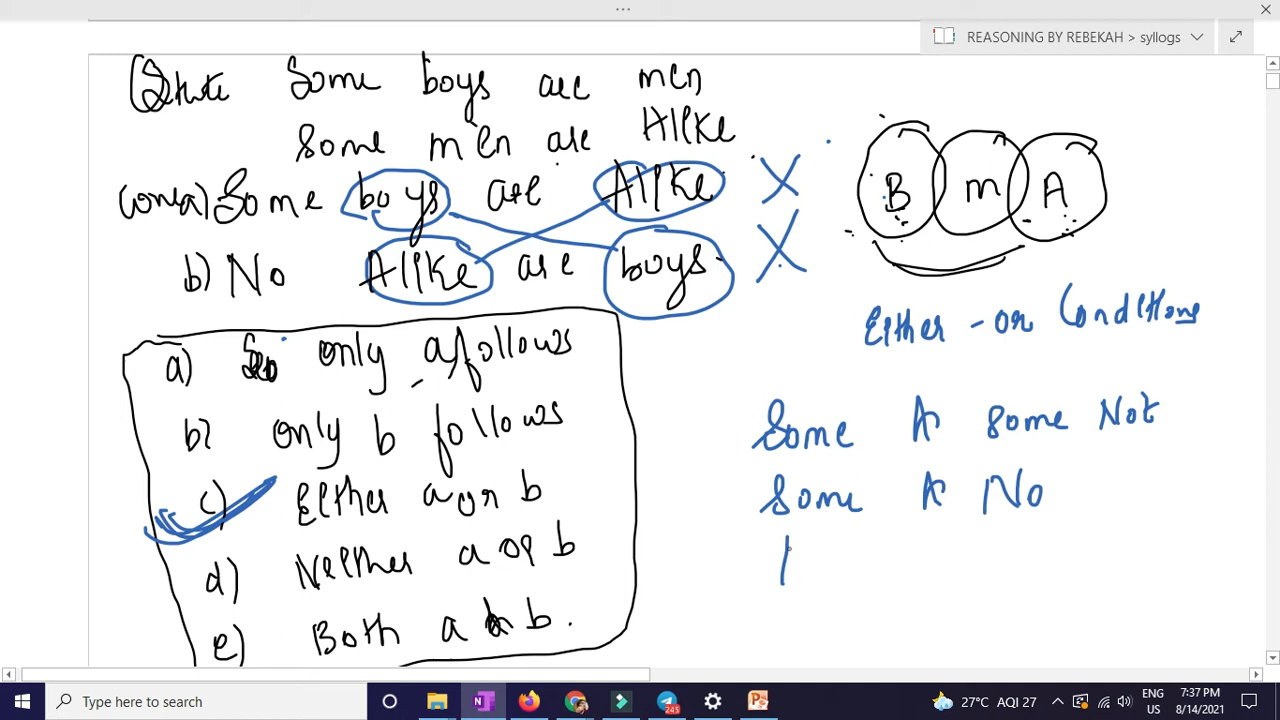 REASONING BY REBEKAH > syllogs
State Some boys are men
Some men are Alike
a) Some boys are Alike X
b) No Alike are boys X
B m A
Either - or Conditions
a) only a follows
b) only b follows
c) Either a or b
d) Neither a or b
e) Both a b.
Some A some Not
Some A No
Type here to search
245
27°C AQI 27
ENG
US
7:37 PM
8/14/2021